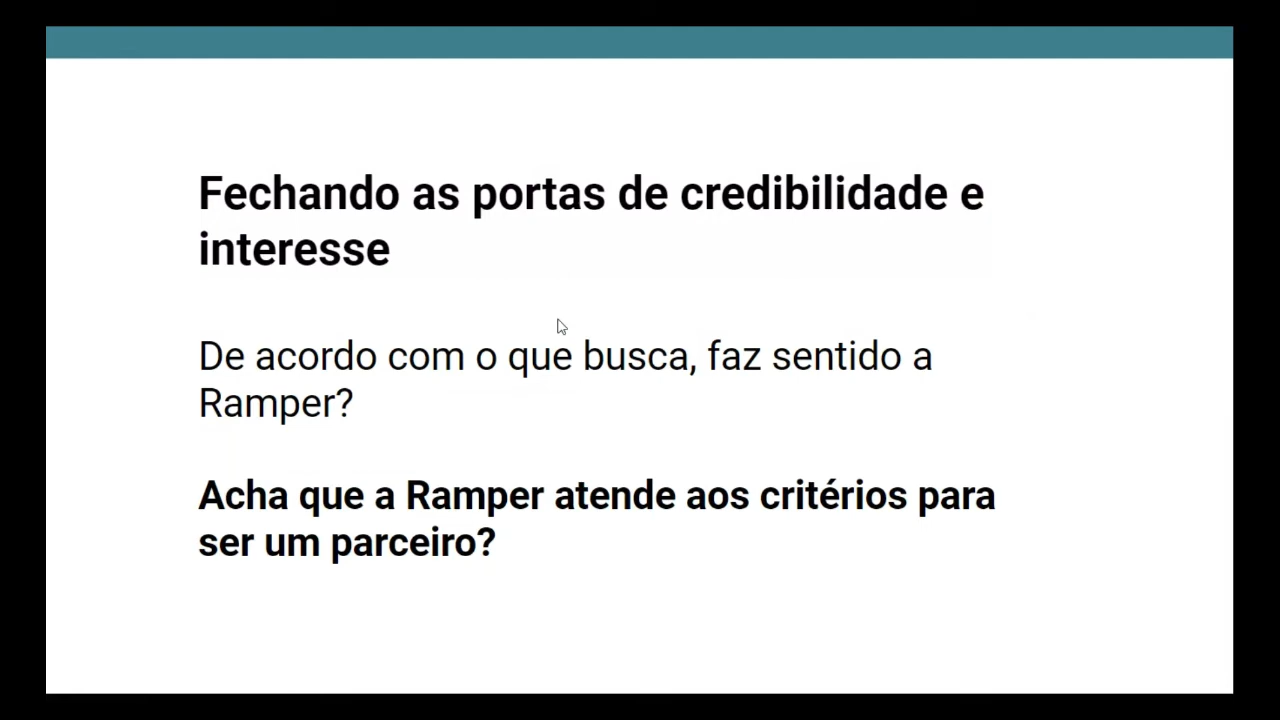 Fechando as portas de credibilidade e
interesse
De acordo com o que busca, faz sentido a
Ramper?
Acha que a Ramper atende aos critérios para
ser um parceiro?